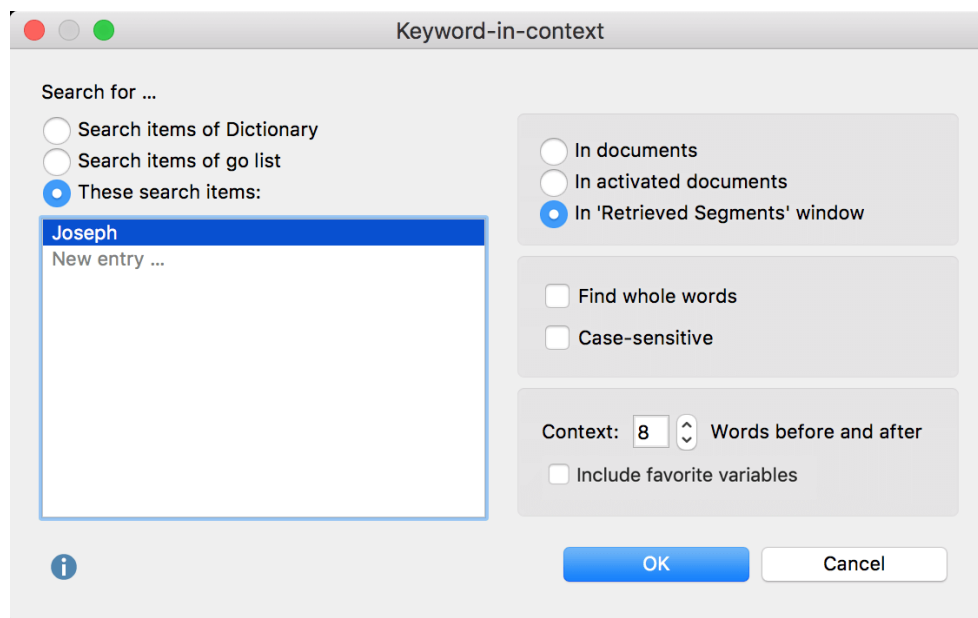 Keyword-in-context
Search for ...
Search items of Dictionary
Search items of go list
These search items:
Joseph
New entry ...
In documents
In activated documents
In 'Retrieved Segments' window
Find whole words
Case-sensitive
Context: 8 Words before and after
Include favorite variables
OK
Cancel